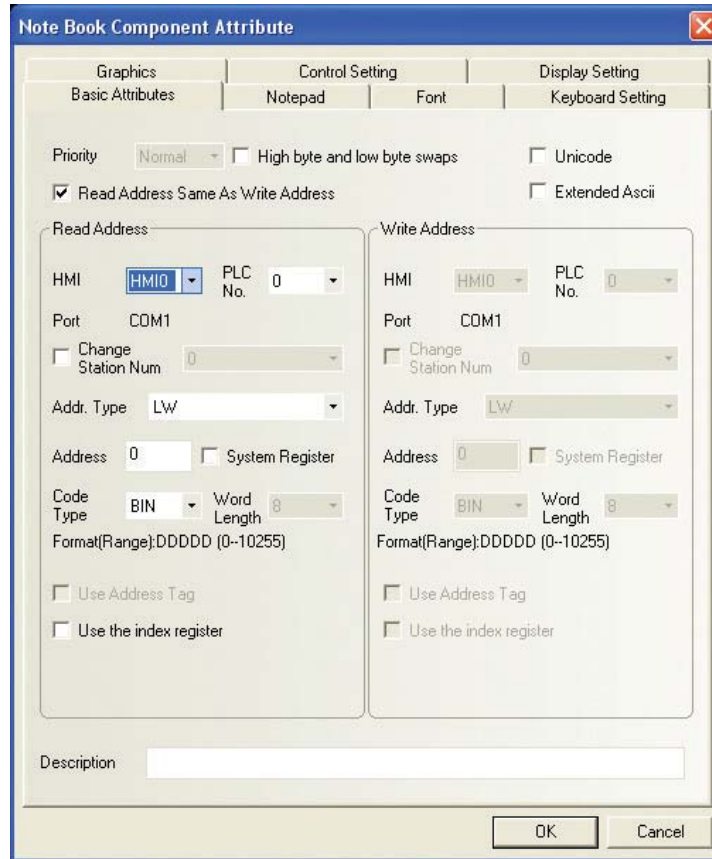 Note Book Component Attribute
Graphics Control Setting Display Setting
Basic Attributes Notepad Font Keyboard Setting
Priority Normal High byte and low byte swaps Unicode
Read Address Same As Write Address Extended Ascii
Read Address Write Address
HMI HMI0 PLC No. 0 HMI HMI0 PLC No. 0
Port COM1 Port COM1
Change Station Num 0 Change Station Num 0
Addr. Type LW Addr. Type LW
Address 0 System Register Address 0 System Register
Code Type BIN Word Length 8 Code Type BIN Word Length 8
Format(Range):DDDDD (0--10255) Format(Range):DDDDD (0--10255)
Use Address Tag Use Address Tag
Use the index register Use the index register
Description
OK Cancel